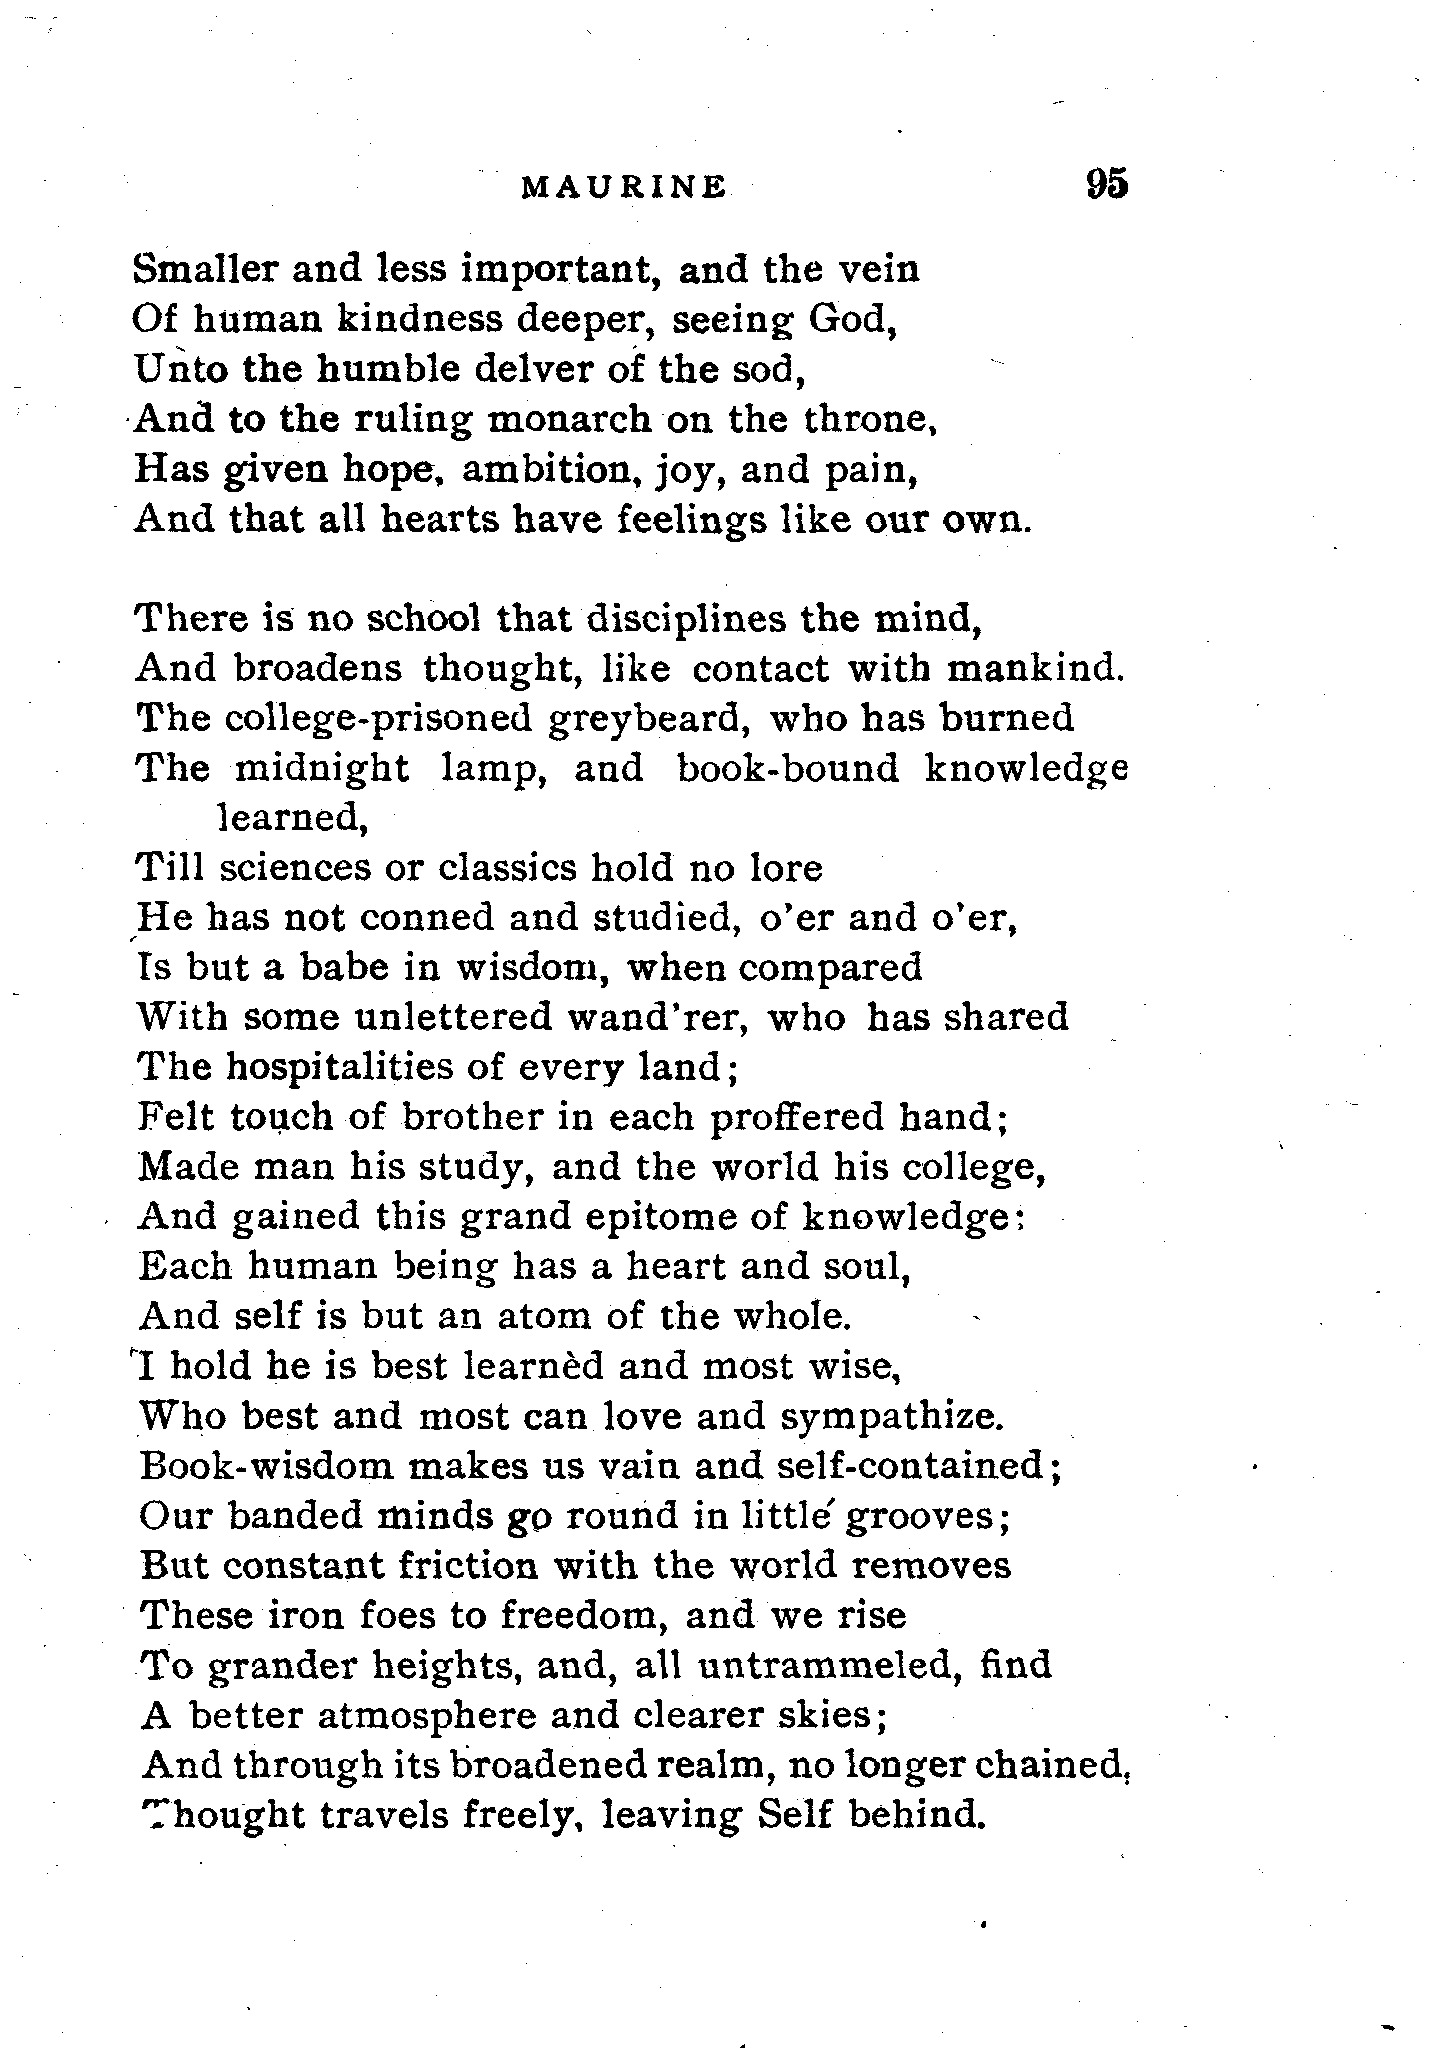 MAURINE 95
Smaller and less important, and the vein
Of human kindness deeper, seeing God,
Unto the humble delver of the sod,
And to the ruling monarch on the throne,
Has given hope, ambition, joy, and pain,
And that all hearts have feelings like our own.
There is no school that disciplines the mind,
And broadens thought, like contact with mankind.
The college-prisoned greybeard, who has burned
The midnight lamp, and book-bound knowledge
learned,
Till sciences or classics hold no lore
He has not conned and studied, o'er and o'er,
Is but a babe in wisdom, when compared
With some unlettered wand'rer, who has shared
The hospitalities of every land;
Felt touch of brother in each proffered hand;
Made man his study, and the world his college,
And gained this grand epitome of knowledge:
Each human being has a heart and soul,
And self is but an atom of the whole.
I hold he is best learnèd and most wise,
Who best and most can love and sympathize.
Book-wisdom makes us vain and self-contained;
Our banded minds go round in little grooves;
But constant friction with the world removes
These iron foes to freedom, and we rise
To grander heights, and, all untrammeled, find
A better atmosphere and clearer skies;
And through its broadened realm, no longer chained,
Thought travels freely, leaving Self behind.